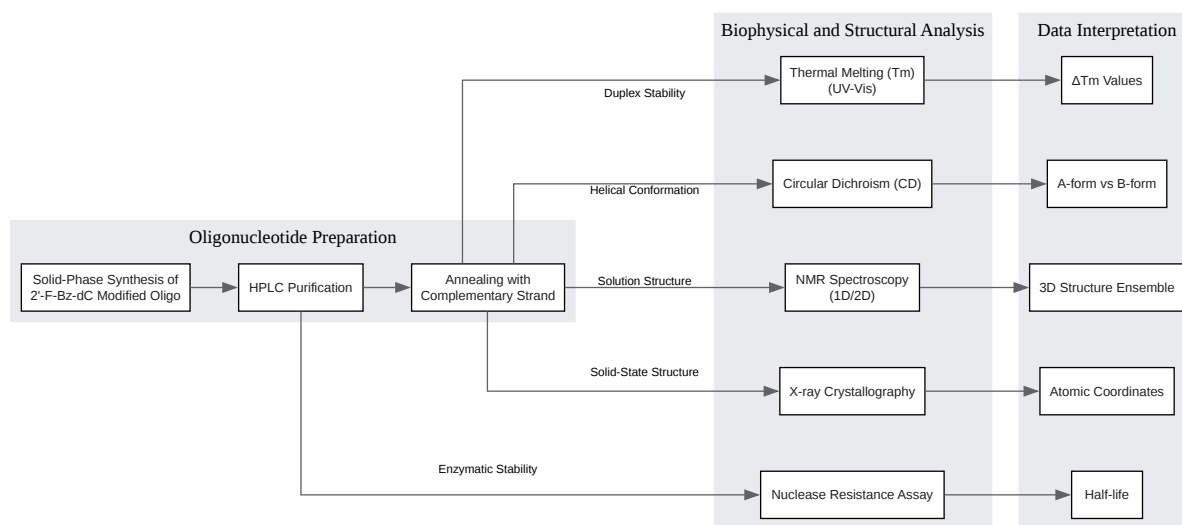 Biophysical and Structural Analysis
Data Interpretation
Thermal Melting (Tm)
(UV-Vis)
ΔTm Values
Duplex Stability
Circular Dichroism (CD)
A-form vs B-form
Helical Conformation
Oligonucleotide Preparation
Solid-Phase Synthesis of
2'-F-Bz-dC Modified Oligo
HPLC Purification
Annealing with
Complementary Strand
Solution Structure
NMR Spectroscopy
(1D/2D)
3D Structure Ensemble
Solid-State Structure
X-ray Crystallography
Atomic Coordinates
Enzymatic Stability
Nuclease Resistance Assay
Half-life